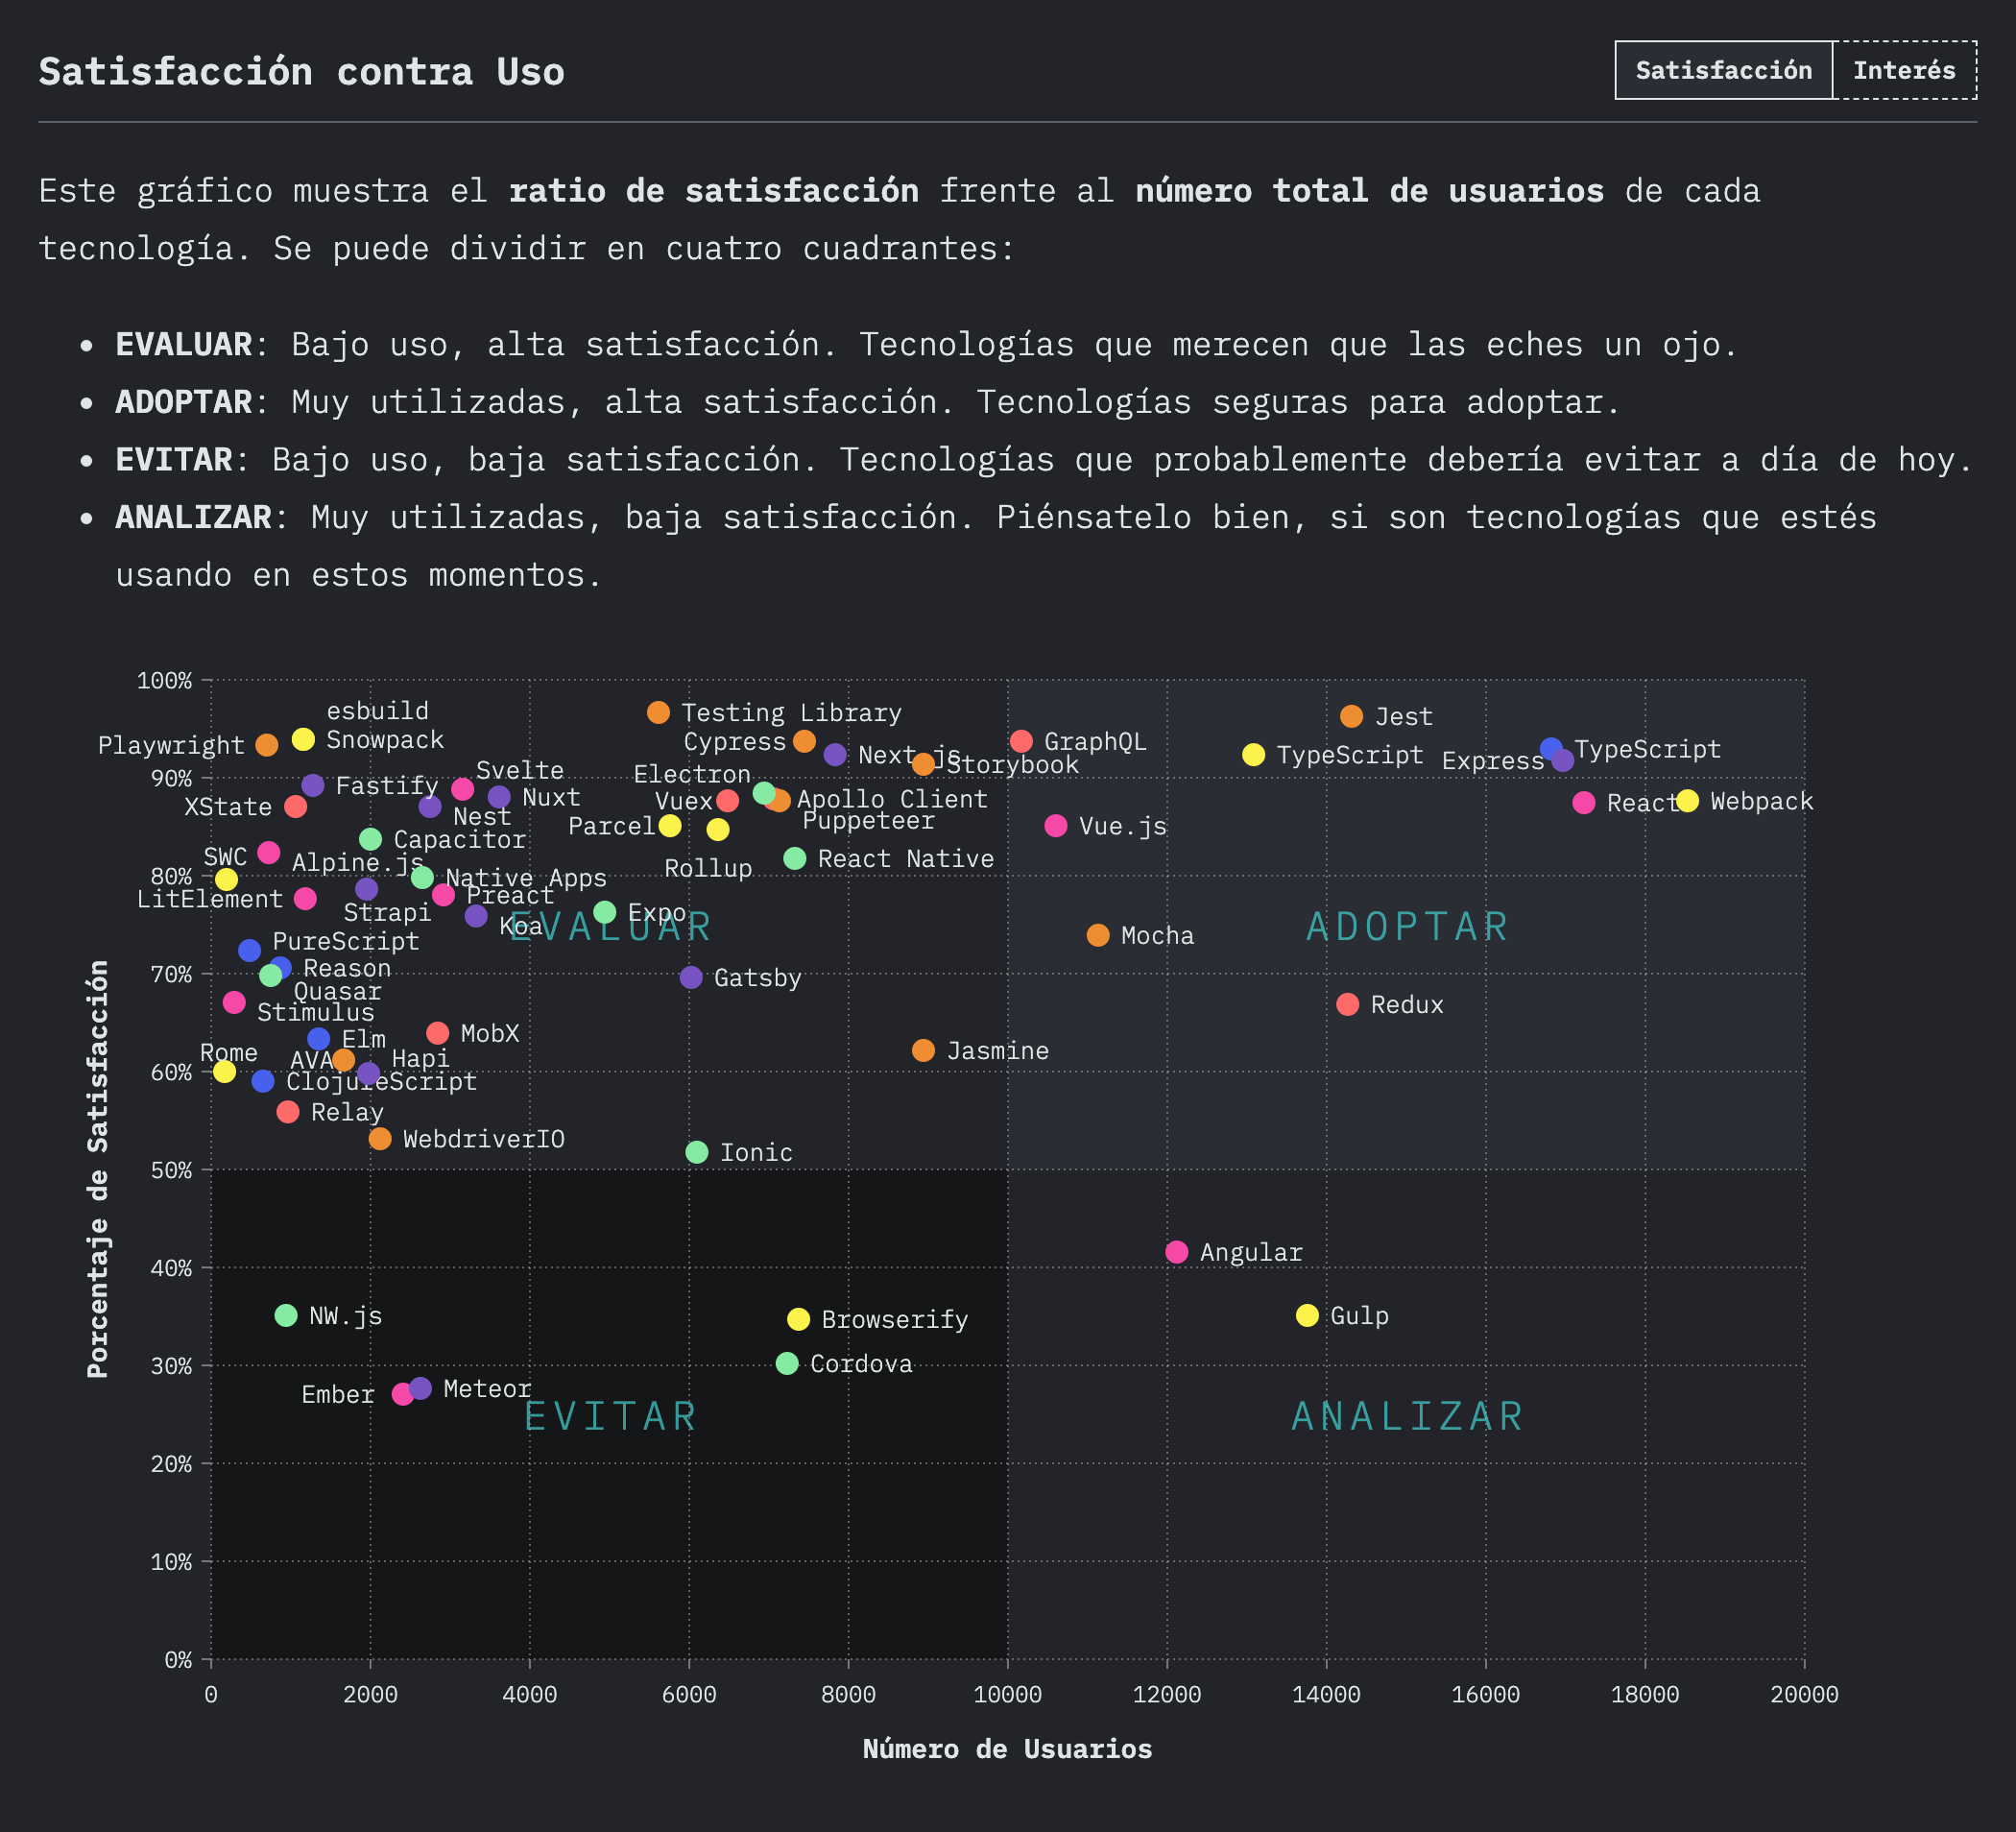 Satisfacción contra Uso
Satisfacción Interés
Este gráfico muestra el ratio de satisfacción frente al número total de usuarios de cada
tecnología. Se puede dividir en cuatro cuadrantes:
EVALUAR: Bajo uso, alta satisfacción. Tecnologías que merecen que las eches un ojo.
ADOPTAR: Muy utilizadas, alta satisfacción. Tecnologías seguras para adoptar.
EVITAR: Bajo uso, baja satisfacción. Tecnologías que probablemente debería evitar a día de hoy.
ANALIZAR: Muy utilizadas, baja satisfacción. Piénsatelo bien, si son tecnologías que estés
usando en estos momentos.
100%
esbuild
Testing Library
Jest
Playwright
Snowpack
Cypress
Next.js
Storybook
GraphQL
TypeScript
Express
TypeScript
90%
Fastify
Svelte
Nuxt
Electron
Vuex
Apollo Client
Puppeteer
React
Webpack
XState
Nest
Parcel
Vue.js
Capacitor
SWC
Alpine.js
Rollup
React Native
80%
Native Apps
LitElement
Preact
Strapi
Koa
Expo
EVALUAR
ADOPTAR
Mocha
PureScript
Reason
70%
Quasar
Gatsby
Stimulus
Redux
Elm
MobX
Rome
AVA
Hapi
Jasmine
60%
ClojureScript
Relay
WebdriverIO
Ionic
50%
Angular
40%
NW.js
Browserify
Gulp
30%
Cordova
Ember
Meteor
EVITAR
ANALIZAR
20%
10%
0%
Porcentaje de Satisfacción
0 2000 4000 6000 8000 10000 12000 14000 16000 18000 20000
Número de Usuarios